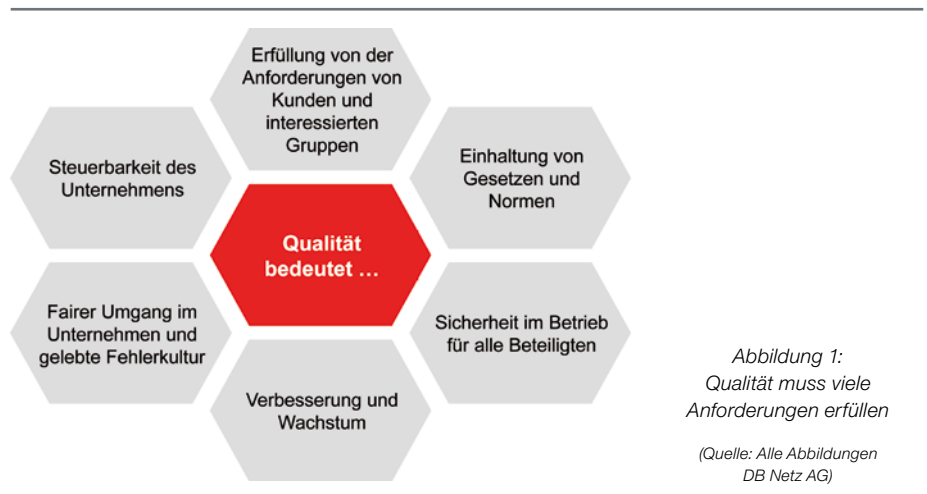 Erfüllung von der
Anforderungen von
Kunden und
interessierten
Gruppen
Steuerbarkeit des
Unternehmens
Einhaltung von
Gesetzen und
Normen
Qualität
bedeutet ...
Fairer Umgang im
Unternehmen und
gelebte Fehlerkultur
Sicherheit im Betrieb
für alle Beteiligten
Verbesserung und
Wachstum
Abbildung 1:
Qualität muss viele
Anforderungen erfüllen
(Quelle: Alle Abbildungen
DB Netz AG)